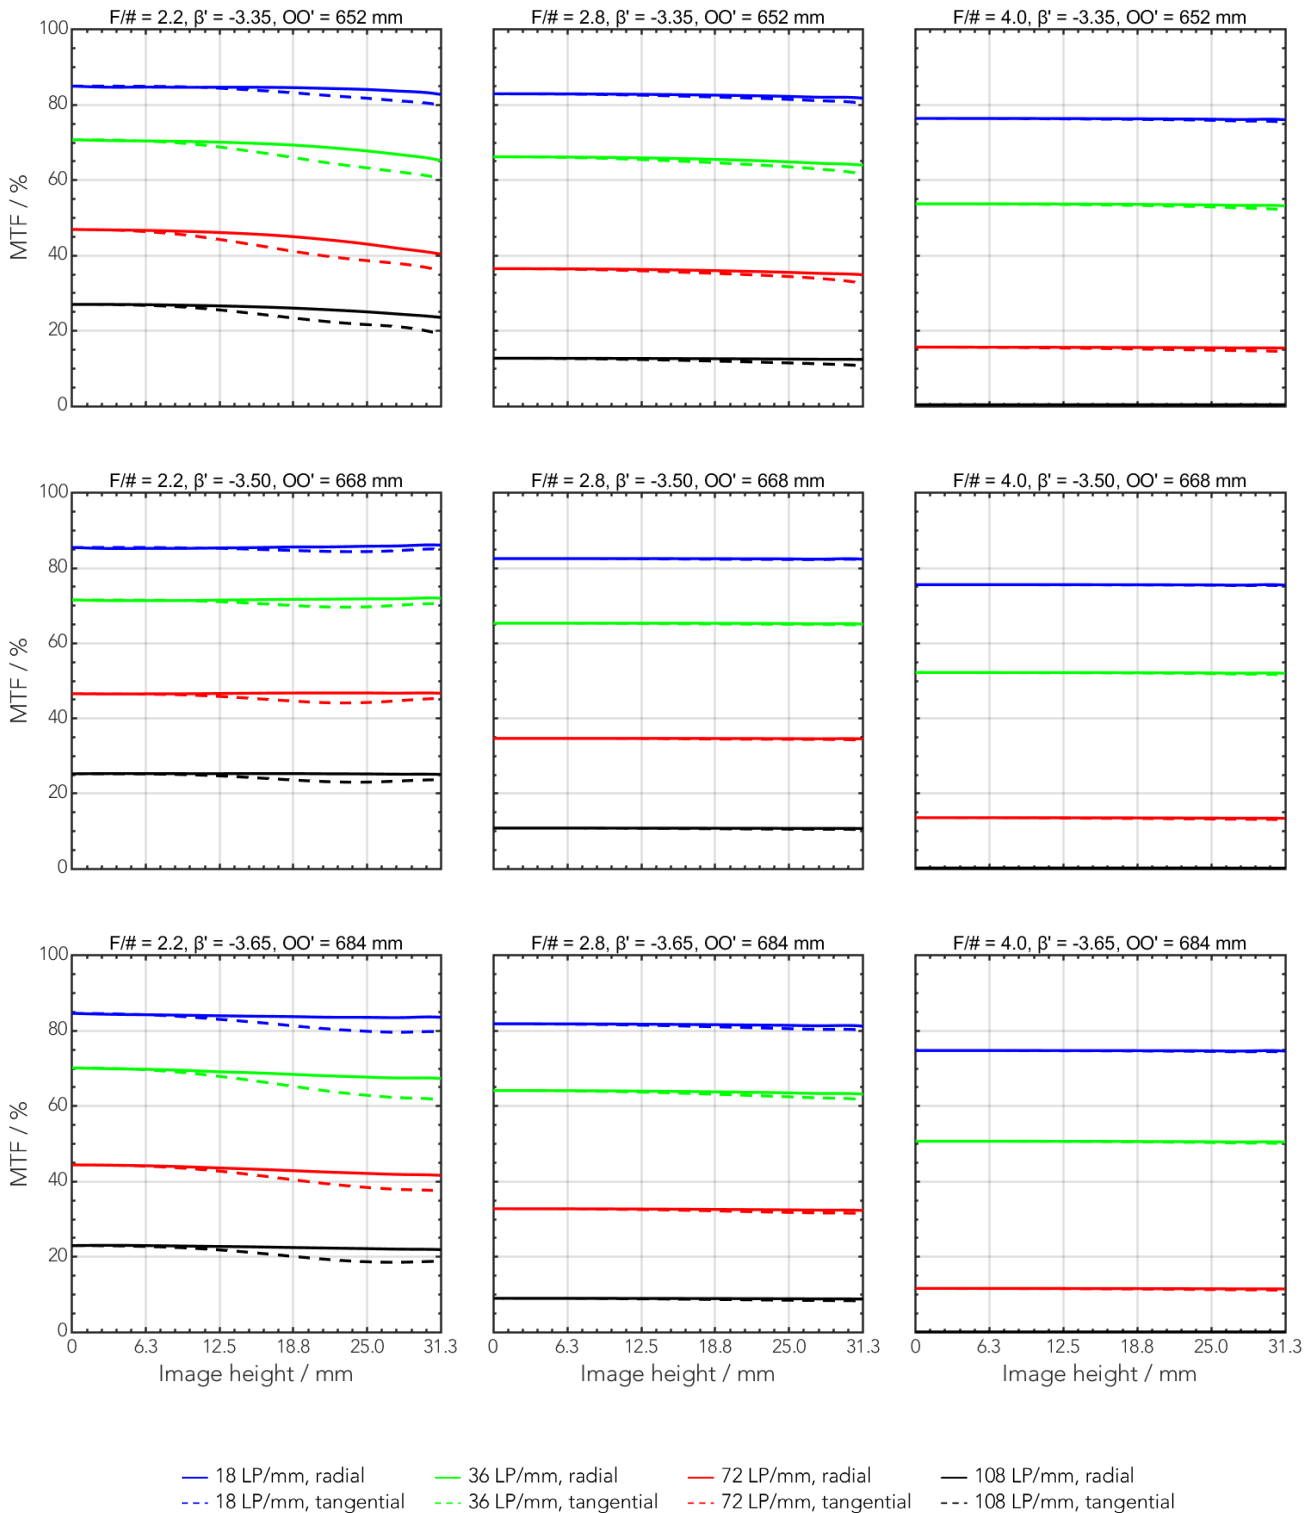 F/# = 2.2, β' = -3.35, OO' = 652 mm
F/# = 2.8, β' = -3.35, OO' = 652 mm
F/# = 4.0, β' = -3.35, OO' = 652 mm
100
80
60
40
20
0
MTF / %
F/# = 2.2, β' = -3.50, OO' = 668 mm
F/# = 2.8, β' = -3.50, OO' = 668 mm
F/# = 4.0, β' = -3.50, OO' = 668 mm
100
80
60
40
20
0
MTF / %
F/# = 2.2, β' = -3.65, OO' = 684 mm
F/# = 2.8, β' = -3.65, OO' = 684 mm
F/# = 4.0, β' = -3.65, OO' = 684 mm
100
80
60
40
20
0
MTF / %
0 6.3 12.5 18.8 25.0 31.3
0 6.3 12.5 18.8 25.0 31.3
0 6.3 12.5 18.8 25.0 31.3
Image height / mm
Image height / mm
Image height / mm
18 LP/mm, radial
36 LP/mm, radial
72 LP/mm, radial
108 LP/mm, radial
18 LP/mm, tangential
36 LP/mm, tangential
72 LP/mm, tangential
108 LP/mm, tangential